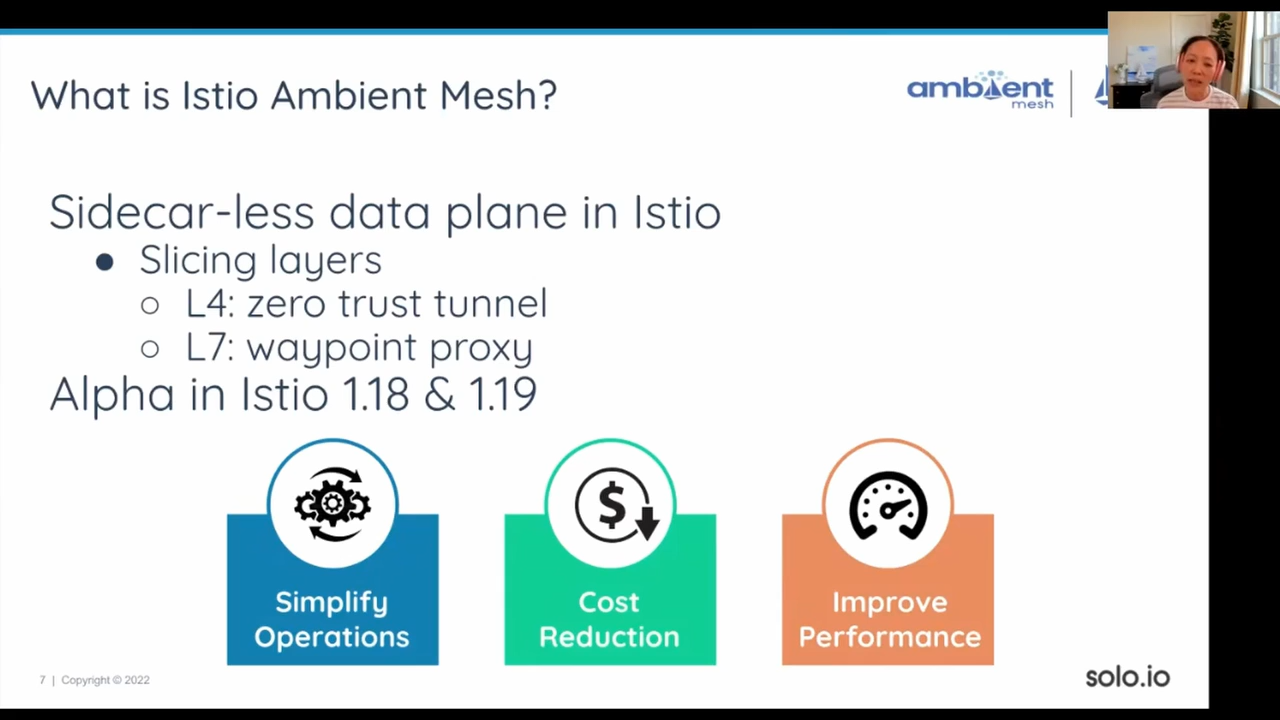 What is Istio Ambient Mesh?
ambient
mesh
Sidecar-less data plane in Istio
● Slicing layers
○ L4: zero trust tunnel
○ L7: waypoint proxy
Alpha in Istio 1.18 & 1.19
$
Simplify
Operations
Cost
Reduction
Improve
Performance
7 | Copyright © 2022
solo.io